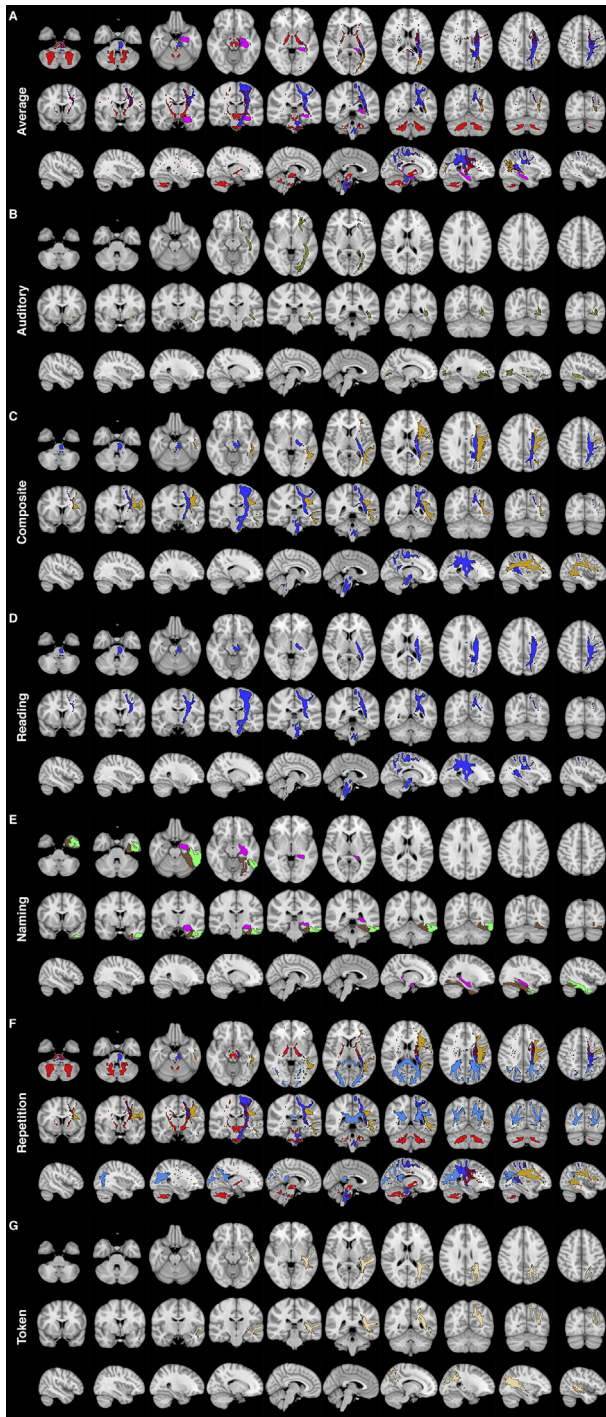 A
Average
B
Auditory
C
Composite
D
Reading
E
Naming
F
Repetition
G
Token